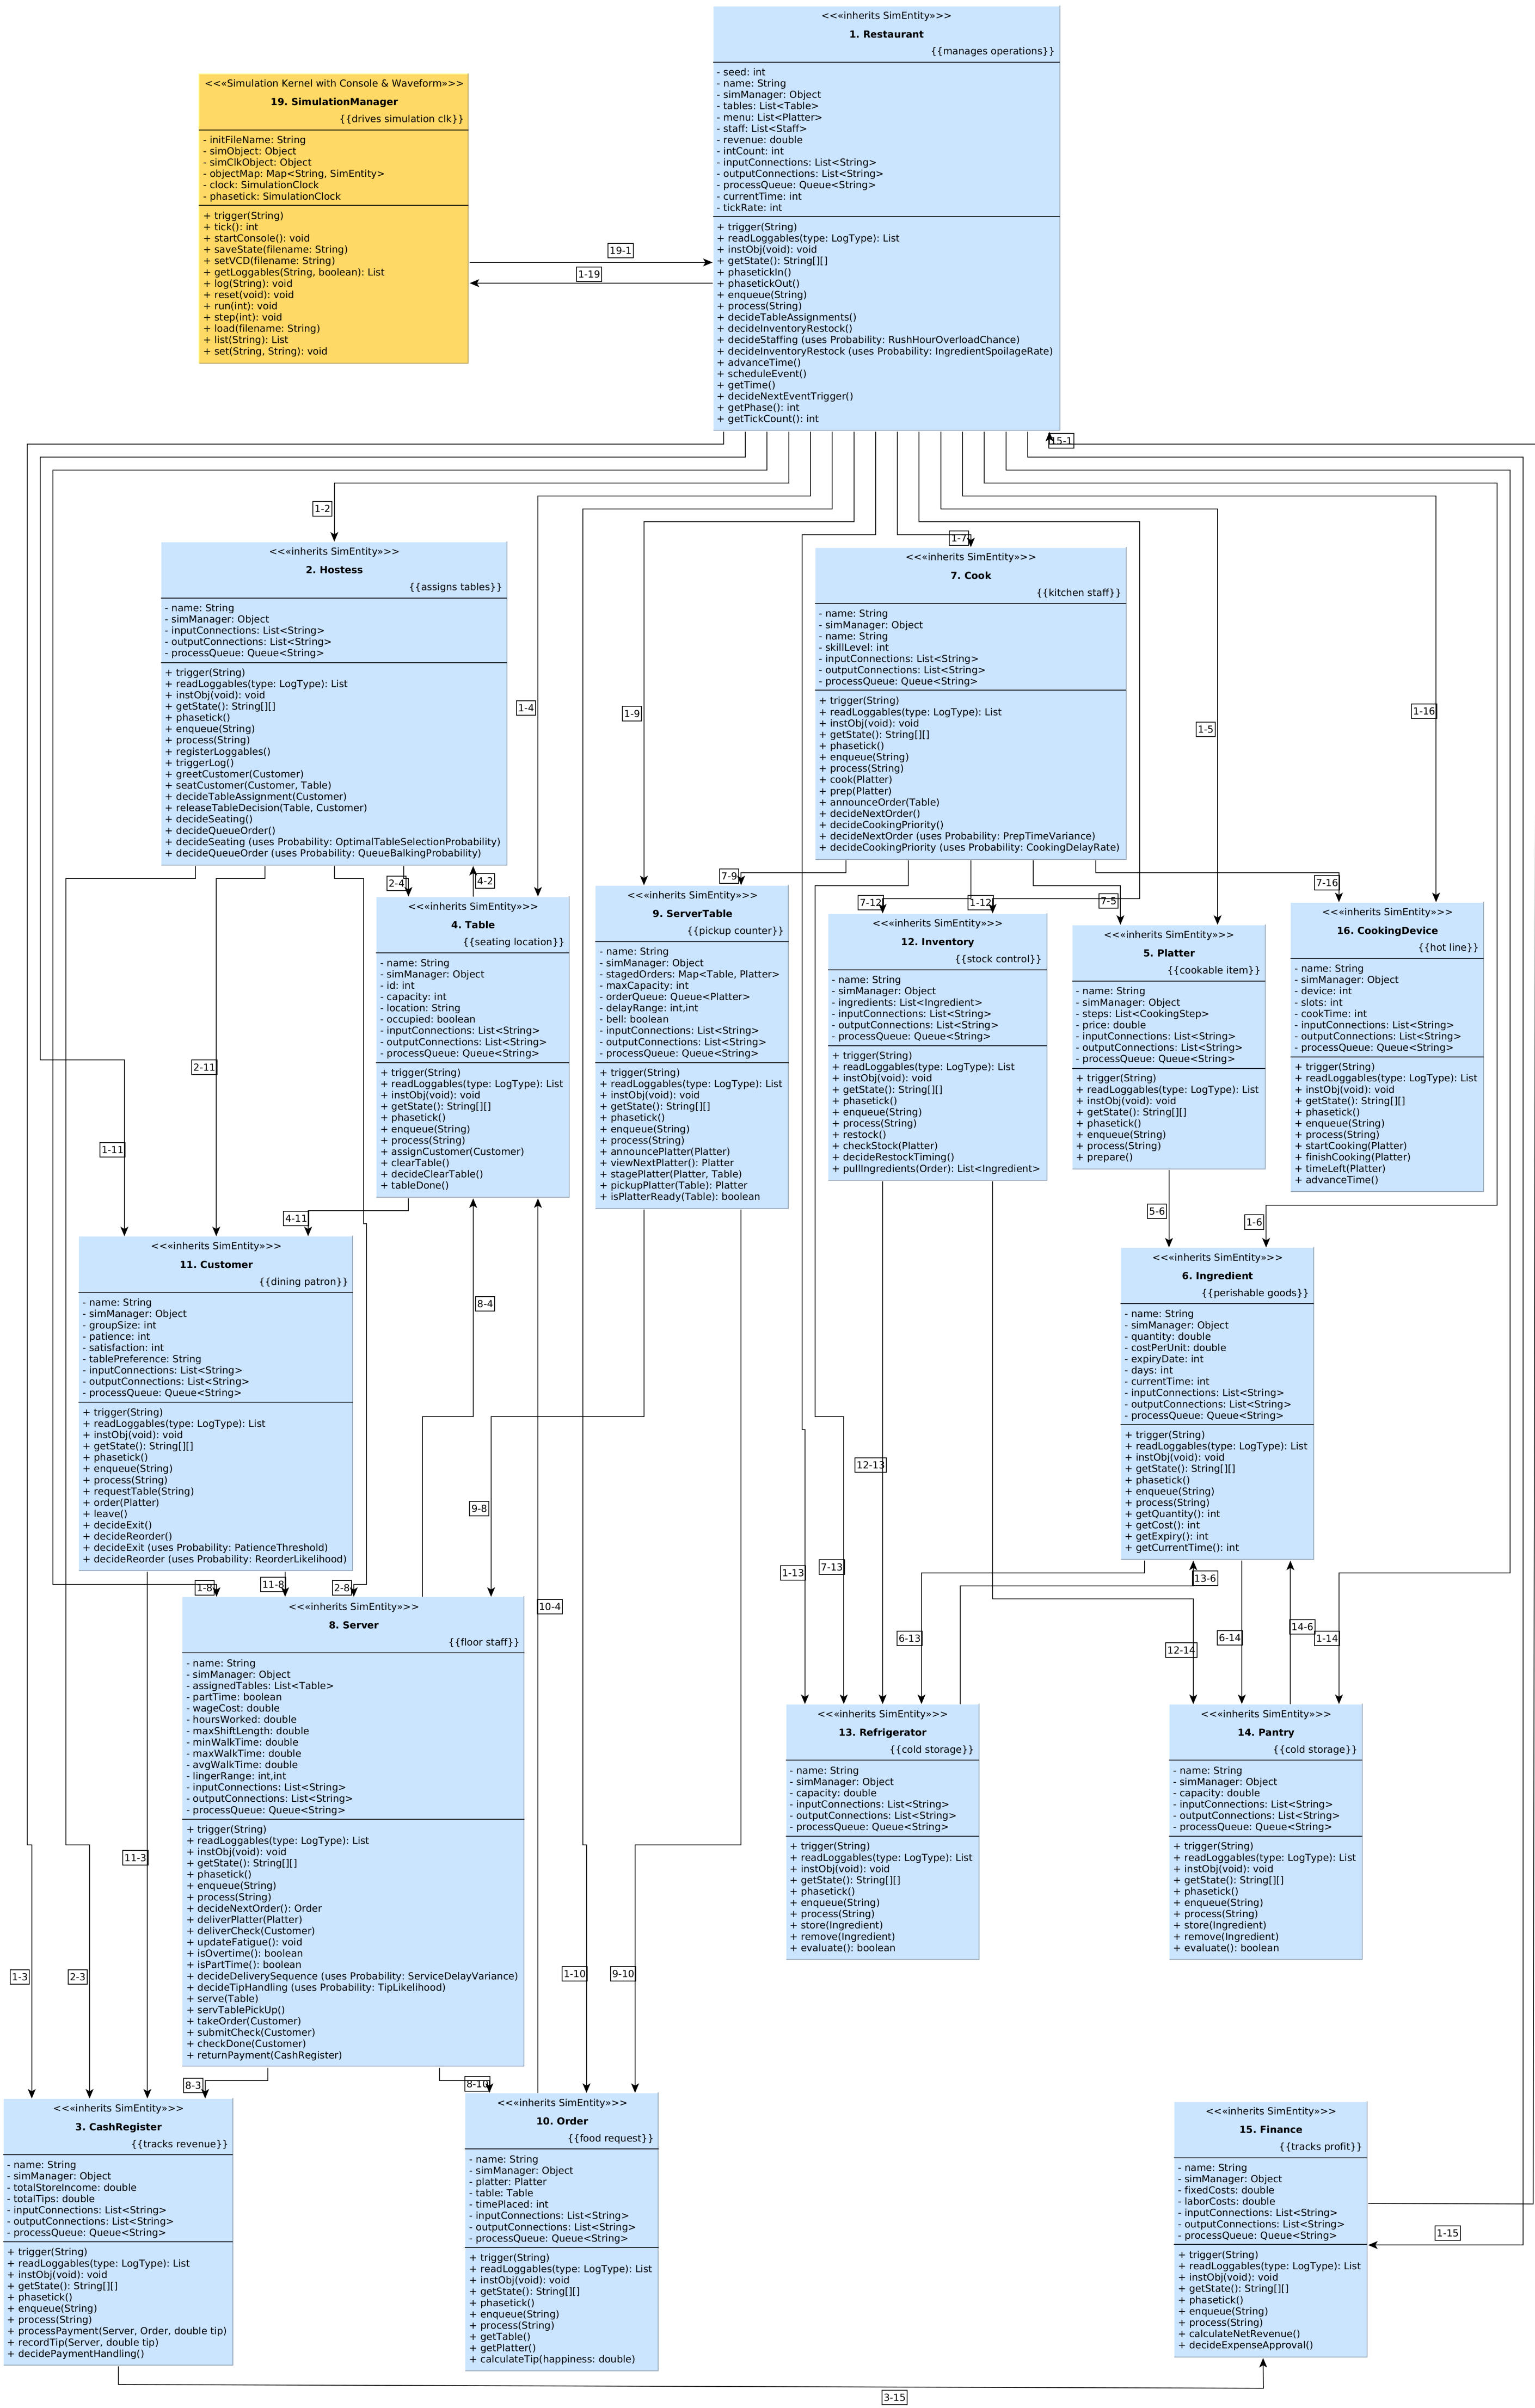 <<«inherits SimEntity»>>
1. Restaurant
{{manages operations}}
- seed: int
- name: String
- simManager: Object
- tables: List<Table>
- menu: List<Platter>
- staff: List<Staff>
- revenue: double
- intCount: int
- inputConnections: List<String>
- outputConnections: List<String>
- processQueue: Queue<String>
- currentTime: int
- tickRate: int
+ trigger(String)
+ readLoggables(type: LogType): List
+ instObj(void): void
+ getState(): String[][]
+ phasetickIn()
+ phasetickOut()
+ enqueue(String)
+ process(String)
+ decideTableAssignments()
+ decideInventoryRestock()
+ decideStaffing (uses Probability: RushHourOverloadChance)
+ decideInventoryRestock (uses Probability: IngredientSpoilageRate)
+ advanceTime()
+ scheduleEvent()
+ getTime()
+ decideNextEventTrigger()
+ getPhase(): int
+ getTickCount(): int
<<«Simulation Kernel with Console & Waveform»>>
19. SimulationManager
{{drives simulation clk}}
- initFileName: String
- simObject: Object
- simClkObject: Object
- objectMap: Map<String, SimEntity>
- clock: SimulationClock
- phasetick: SimulationClock
+ trigger(String)
+ tick(): int
+ startConsole(): void
+ saveState(filename: String)
+ setVCD(filename: String)
+ getLoggables(String, boolean): List
+ log(String): void
+ reset(void): void
+ run(int): void
+ step(int): void
+ load(filename: String)
+ list(String): List
+ set(String, String): void
19-1
1-19
15-1
1-2
1-7
<<«inherits SimEntity»>>
2. Hostess
{{assigns tables}}
- name: String
- simManager: Object
- inputConnections: List<String>
- outputConnections: List<String>
- processQueue: Queue<String>
+ trigger(String)
+ readLoggables(type: LogType): List
+ instObj(void): void
+ getState(): String[][]
+ phasetick()
+ enqueue(String)
+ process(String)
+ registerLoggables()
+ triggerLog()
+ greetCustomer(Customer)
+ seatCustomer(Customer, Table)
+ decideTableAssignment(Customer)
+ releaseTableDecision(Table, Customer)
+ decideSeating()
+ decideQueueOrder()
+ decideSeating (uses Probability: OptimalTableSelectionProbability)
+ decideQueueOrder (uses Probability: QueueBalkingProbability)
<<«inherits SimEntity»>>
7. Cook
{{kitchen staff}}
- name: String
- simManager: Object
- name: String
- skillLevel: int
- inputConnections: List<String>
- outputConnections: List<String>
- processQueue: Queue<String>
+ trigger(String)
+ readLoggables(type: LogType): List
+ instObj(void): void
+ getState(): String[][]
+ phasetick()
+ enqueue(String)
+ process(String)
+ cook(Platter)
+ prep(Platter)
+ announceOrder(Table)
+ decideNextOrder()
+ decideCookingPriority()
+ decideNextOrder (uses Probability: PrepTimeVariance)
+ decideCookingPriority (uses Probability: CookingDelayRate)
1-4
1-9
1-5
1-16
2-4
4-2
7-9
7-12
1-12
7-5
7-16
<<«inherits SimEntity»>>
4. Table
{{seating location}}
- name: String
- simManager: Object
- id: int
- capacity: int
- location: String
- occupied: boolean
- inputConnections: List<String>
- outputConnections: List<String>
- processQueue: Queue<String>
+ trigger(String)
+ readLoggables(type: LogType): List
+ instObj(void): void
+ getState(): String[][]
+ phasetick()
+ enqueue(String)
+ process(String)
+ assignCustomer(Customer)
+ clearTable()
+ decideClearTable()
+ tableDone()
<<«inherits SimEntity»>>
9. ServerTable
{{pickup counter}}
- name: String
- simManager: Object
- stagedOrders: Map<Table, Platter>
- maxCapacity: int
- orderQueue: Queue<Platter>
- delayRange: int,int
- bell: boolean
- inputConnections: List<String>
- outputConnections: List<String>
- processQueue: Queue<String>
+ trigger(String)
+ readLoggables(type: LogType): List
+ instObj(void): void
+ getState(): String[][]
+ phasetick()
+ enqueue(String)
+ process(String)
+ announcePlatter(Platter)
+ viewNextPlatter(): Platter
+ stagePlatter(Platter, Table)
+ pickupPlatter(Table): Platter
+ isPlatterReady(Table): boolean
<<«inherits SimEntity»>>
12. Inventory
{{stock control}}
- name: String
- simManager: Object
- ingredients: List<Ingredient>
- inputConnections: List<String>
- outputConnections: List<String>
- processQueue: Queue<String>
+ trigger(String)
+ readLoggables(type: LogType): List
+ instObj(void): void
+ getState(): String[][]
+ phasetick()
+ enqueue(String)
+ process(String)
+ restock()
+ checkStock(Platter)
+ decideRestockTiming()
+ pullIngredients(Order): List<Ingredient>
<<«inherits SimEntity»>>
5. Platter
{{cookable item}}
- name: String
- simManager: Object
- steps: List<CookingStep>
- price: double
- inputConnections: List<String>
- outputConnections: List<String>
- processQueue: Queue<String>
+ trigger(String)
+ readLoggables(type: LogType): List
+ instObj(void): void
+ getState(): String[][]
+ phasetick()
+ enqueue(String)
+ process(String)
+ prepare()
<<«inherits SimEntity»>>
16. CookingDevice
{{hot line}}
- name: String
- simManager: Object
- device: int
- slots: int
- cookTime: int
- inputConnections: List<String>
- outputConnections: List<String>
- processQueue: Queue<String>
+ trigger(String)
+ readLoggables(type: LogType): List
+ instObj(void): void
+ getState(): String[][]
+ phasetick()
+ enqueue(String)
+ process(String)
+ startCooking(Platter)
+ finishCooking(Platter)
+ timeLeft(Platter)
+ advanceTime()
2-11
1-11
4-11
5-6
1-6
<<«inherits SimEntity»>>
11. Customer
{{dining patron}}
- name: String
- simManager: Object
- groupSize: int
- patience: int
- satisfaction: int
- tablePreference: String
- inputConnections: List<String>
- outputConnections: List<String>
- processQueue: Queue<String>
+ trigger(String)
+ readLoggables(type: LogType): List
+ instObj(void): void
+ getState(): String[][]
+ phasetick()
+ enqueue(String)
+ process(String)
+ requestTable(String)
+ order(Platter)
+ leave()
+ decideExit()
+ decideReorder()
+ decideExit (uses Probability: PatienceThreshold)
+ decideReorder (uses Probability: ReorderLikelihood)
<<«inherits SimEntity»>>
6. Ingredient
{{perishable goods}}
- name: String
- simManager: Object
- quantity: double
- costPerUnit: double
- expiryDate: int
- days: int
- currentTime: int
- inputConnections: List<String>
- outputConnections: List<String>
- processQueue: Queue<String>
+ trigger(String)
+ readLoggables(type: LogType): List
+ instObj(void): void
+ getState(): String[][]
+ phasetick()
+ enqueue(String)
+ process(String)
+ getQuantity(): int
+ getCost(): int
+ getExpiry(): int
+ getCurrentTime(): int
8-4
12-13
9-8
1-13
7-13
13-6
1-8
11-8
2-8
10-4
6-13
12-14
6-14
14-6
1-14
<<«inherits SimEntity»>>
8. Server
{{floor staff}}
- name: String
- simManager: Object
- assignedTables: List<Table>
- partTime: boolean
- wageCost: double
- hoursWorked: double
- maxShiftLength: double
- minWalkTime: double
- maxWalkTime: double
- avgWalkTime: double
- lingerRange: int,int
- inputConnections: List<String>
- outputConnections: List<String>
- processQueue: Queue<String>
+ trigger(String)
+ readLoggables(type: LogType): List
+ instObj(void): void
+ getState(): String[][]
+ phasetick()
+ enqueue(String)
+ process(String)
+ decideNextOrder(): Order
+ deliverPlatter(Platter)
+ deliverCheck(Customer)
+ updateFatigue(): void
+ isOvertime(): boolean
+ isPartTime(): boolean
+ decideDeliverySequence (uses Probability: ServiceDelayVariance)
+ decideTipHandling (uses Probability: TipLikelihood)
+ serve(Table)
+ servTablePickUp()
+ takeOrder(Customer)
+ submitCheck(Customer)
+ checkDone(Customer)
+ returnPayment(CashRegister)
<<«inherits SimEntity»>>
13. Refrigerator
{{cold storage}}
- name: String
- simManager: Object
- capacity: double
- inputConnections: List<String>
- outputConnections: List<String>
- processQueue: Queue<String>
+ trigger(String)
+ readLoggables(type: LogType): List
+ instObj(void): void
+ getState(): String[][]
+ phasetick()
+ enqueue(String)
+ process(String)
+ store(Ingredient)
+ remove(Ingredient)
+ evaluate(): boolean
<<«inherits SimEntity»>>
14. Pantry
{{cold storage}}
- name: String
- simManager: Object
- capacity: double
- inputConnections: List<String>
- outputConnections: List<String>
- processQueue: Queue<String>
+ trigger(String)
+ readLoggables(type: LogType): List
+ instObj(void): void
+ getState(): String[][]
+ phasetick()
+ enqueue(String)
+ process(String)
+ store(Ingredient)
+ remove(Ingredient)
+ evaluate(): boolean
11-3
1-3
2-3
1-10
9-10
8-3
8-10
<<«inherits SimEntity»>>
3. CashRegister
{{tracks revenue}}
- name: String
- simManager: Object
- totalStoreIncome: double
- totalTips: double
- inputConnections: List<String>
- outputConnections: List<String>
- processQueue: Queue<String>
+ trigger(String)
+ readLoggables(type: LogType): List
+ instObj(void): void
+ getState(): String[][]
+ phasetick()
+ enqueue(String)
+ process(String)
+ processPayment(Server, Order, double tip)
+ recordTip(Server, double tip)
+ decidePaymentHandling()
<<«inherits SimEntity»>>
10. Order
{{food request}}
- name: String
- simManager: Object
- platter: Platter
- table: Table
- timePlaced: int
- inputConnections: List<String>
- outputConnections: List<String>
- processQueue: Queue<String>
+ trigger(String)
+ readLoggables(type: LogType): List
+ instObj(void): void
+ getState(): String[][]
+ phasetick()
+ enqueue(String)
+ process(String)
+ getTable()
+ getPlatter()
+ calculateTip(happiness: double)
<<«inherits SimEntity»>>
15. Finance
{{tracks profit}}
- name: String
- simManager: Object
- fixedCosts: double
- laborCosts: double
- inputConnections: List<String>
- outputConnections: List<String>
- processQueue: Queue<String>
+ trigger(String)
+ readLoggables(type: LogType): List
+ instObj(void): void
+ getState(): String[][]
+ phasetick()
+ enqueue(String)
+ process(String)
+ calculateNetRevenue()
+ decideExpenseApproval()
1-15
3-15